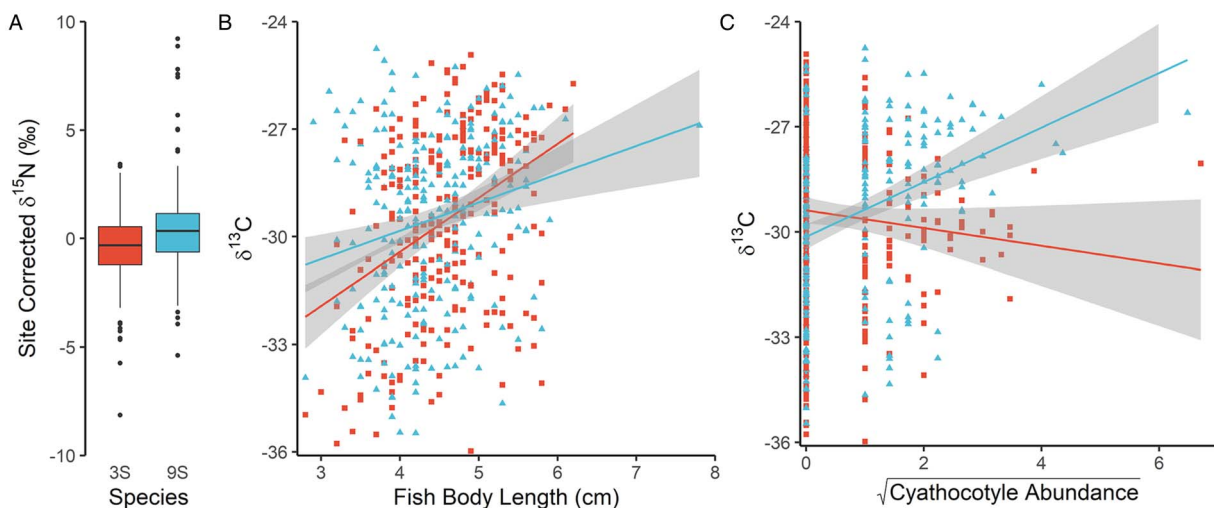 A
Site Corrected δ15N (‰)
10
5
0
-5
-10
3S 9S
Species
B
δ13C
-24
-27
-30
-33
-36
3 4 5 6 7 8
Fish Body Length (cm)
C
δ13C
-24
-27
-30
-33
-36
0 2 4 6
√Cyathocotyle Abundance